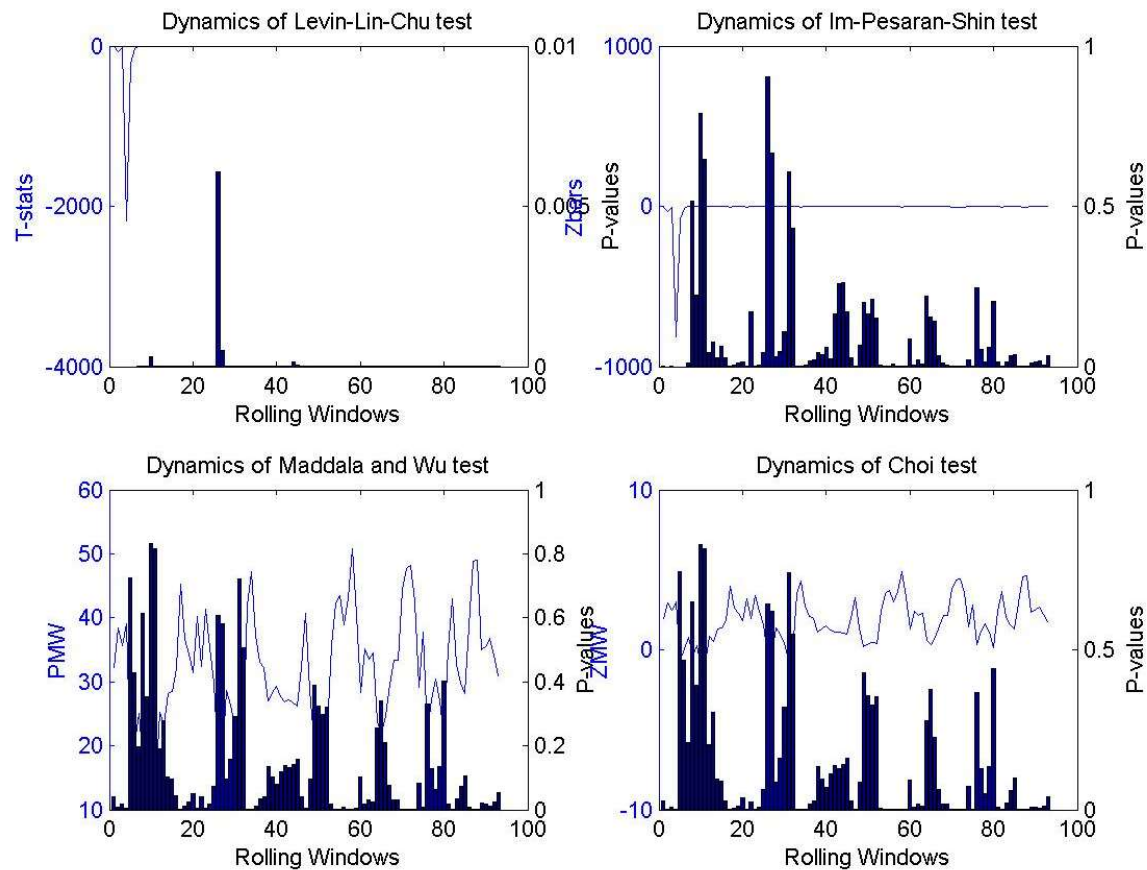 Dynamics of Levin-Lin-Chu test
0
-2000
-4000
T-stats
0.01
0.005
0
P-values
0 20 40 60 80 100
Rolling Windows
Dynamics of Im-Pesaran-Shin test
1000
0
-1000
Zbars
1
0.5
0
P-values
0 20 40 60 80 100
Rolling Windows
Dynamics of Maddala and Wu test
60
50
40
30
20
10
PMW
1
0.8
0.6
0.4
0.2
0
P-values
0 20 40 60 80 100
Rolling Windows
Dynamics of Choi test
10
0
-10
ZMW
1
0.5
0
P-values
0 20 40 60 80 100
Rolling Windows